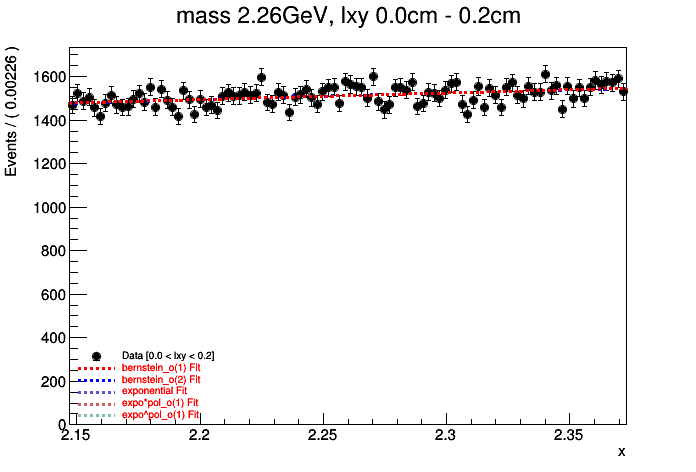 mass 2.26GeV, lxy 0.0cm - 0.2cm
Events / ( 0.00226 )
1600
1400
1200
1000
800
600
400
200
0
Data [0.0 < lxy < 0.2]
bernstein_o(1) Fit
bernstein_o(2) Fit
exponential Fit
expo*pol_o(1) Fit
expo^pol_o(1) Fit
2.15 2.2 2.25 2.3 2.35
x